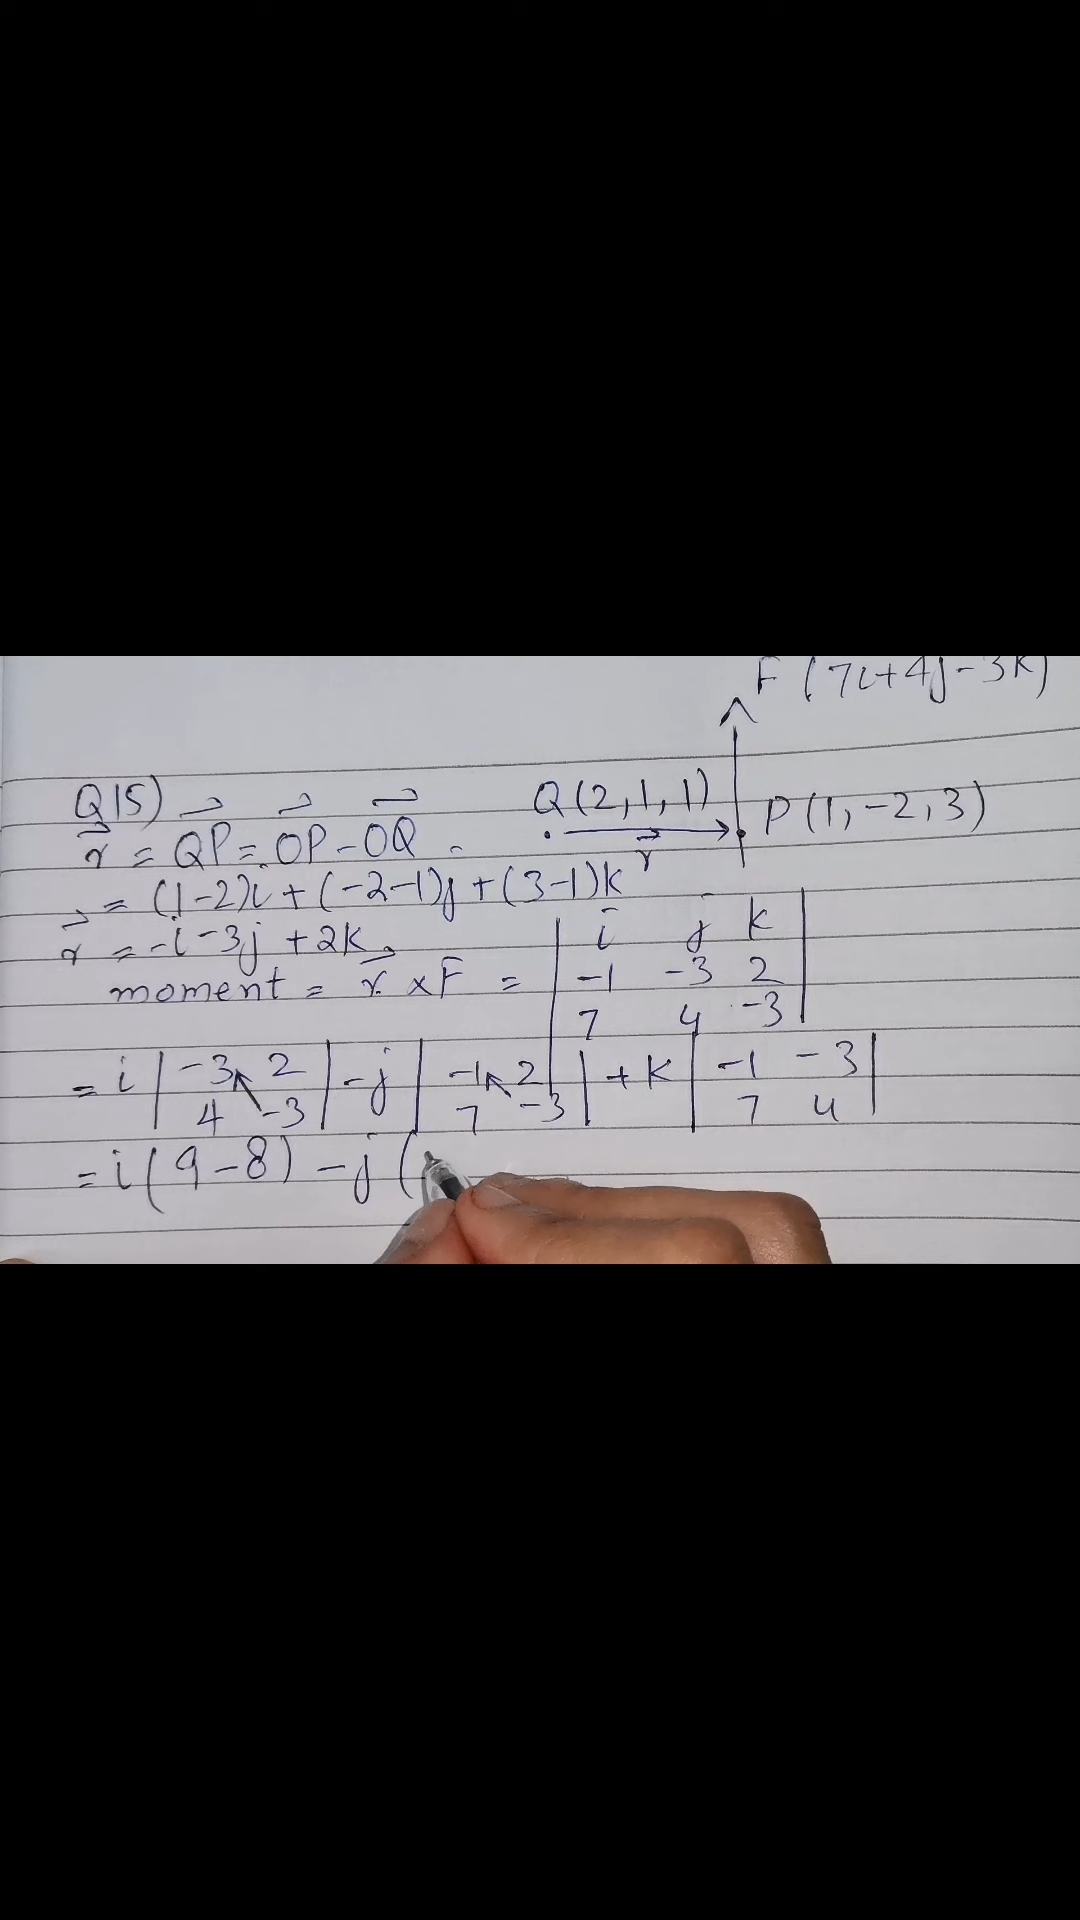 F (7i+4j-3k)
Q15)
Q(2,1,1)
P(1,-2,3)
r = QP = OP - OQ
r
= (1-2)i + (-2-1)j + (3-1)k
r = -i -3j +2k.
moment = r × F = | i j k |
| -1 -3 2 |
| 7 4 -3 |
= i | -3 2 | - j | -1 2 | + k | -1 -3 |
| 4 -3 | | 7 -3 | | 7 4 |
= i (9-8) - j (